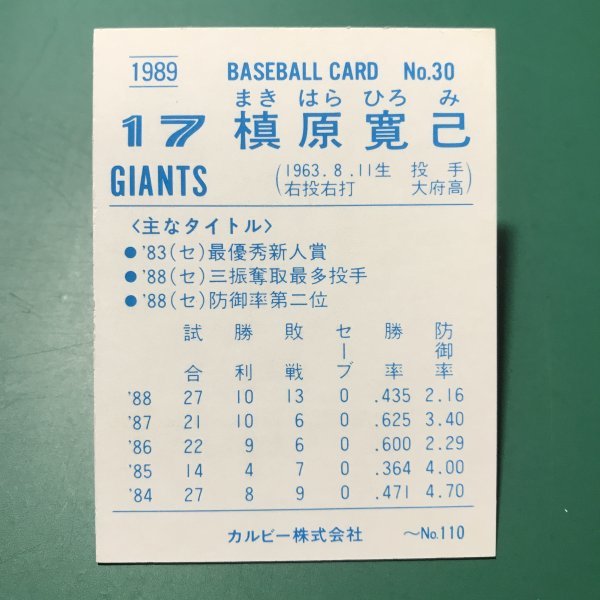 1989 BASEBALL CARD No.30
まき はら ひろ み
17 槙原寛己
GIANTS (1963.8.11生 投手
右投右打 大府高)
〈主なタイトル〉
●'83(セ)最優秀新人賞
●'88(セ)三振奪取最多投手
●'88(セ)防御率第二位
試合 勝利 敗戦 セーブ 勝率 防御率
'88 27 10 13 0 .435 2.16
'87 21 10 6 0 .625 3.40
'86 22 9 6 0 .600 2.29
'85 14 4 7 0 .364 4.00
'84 27 8 9 0 .471 4.70
カルビー株式会社 〜No.110